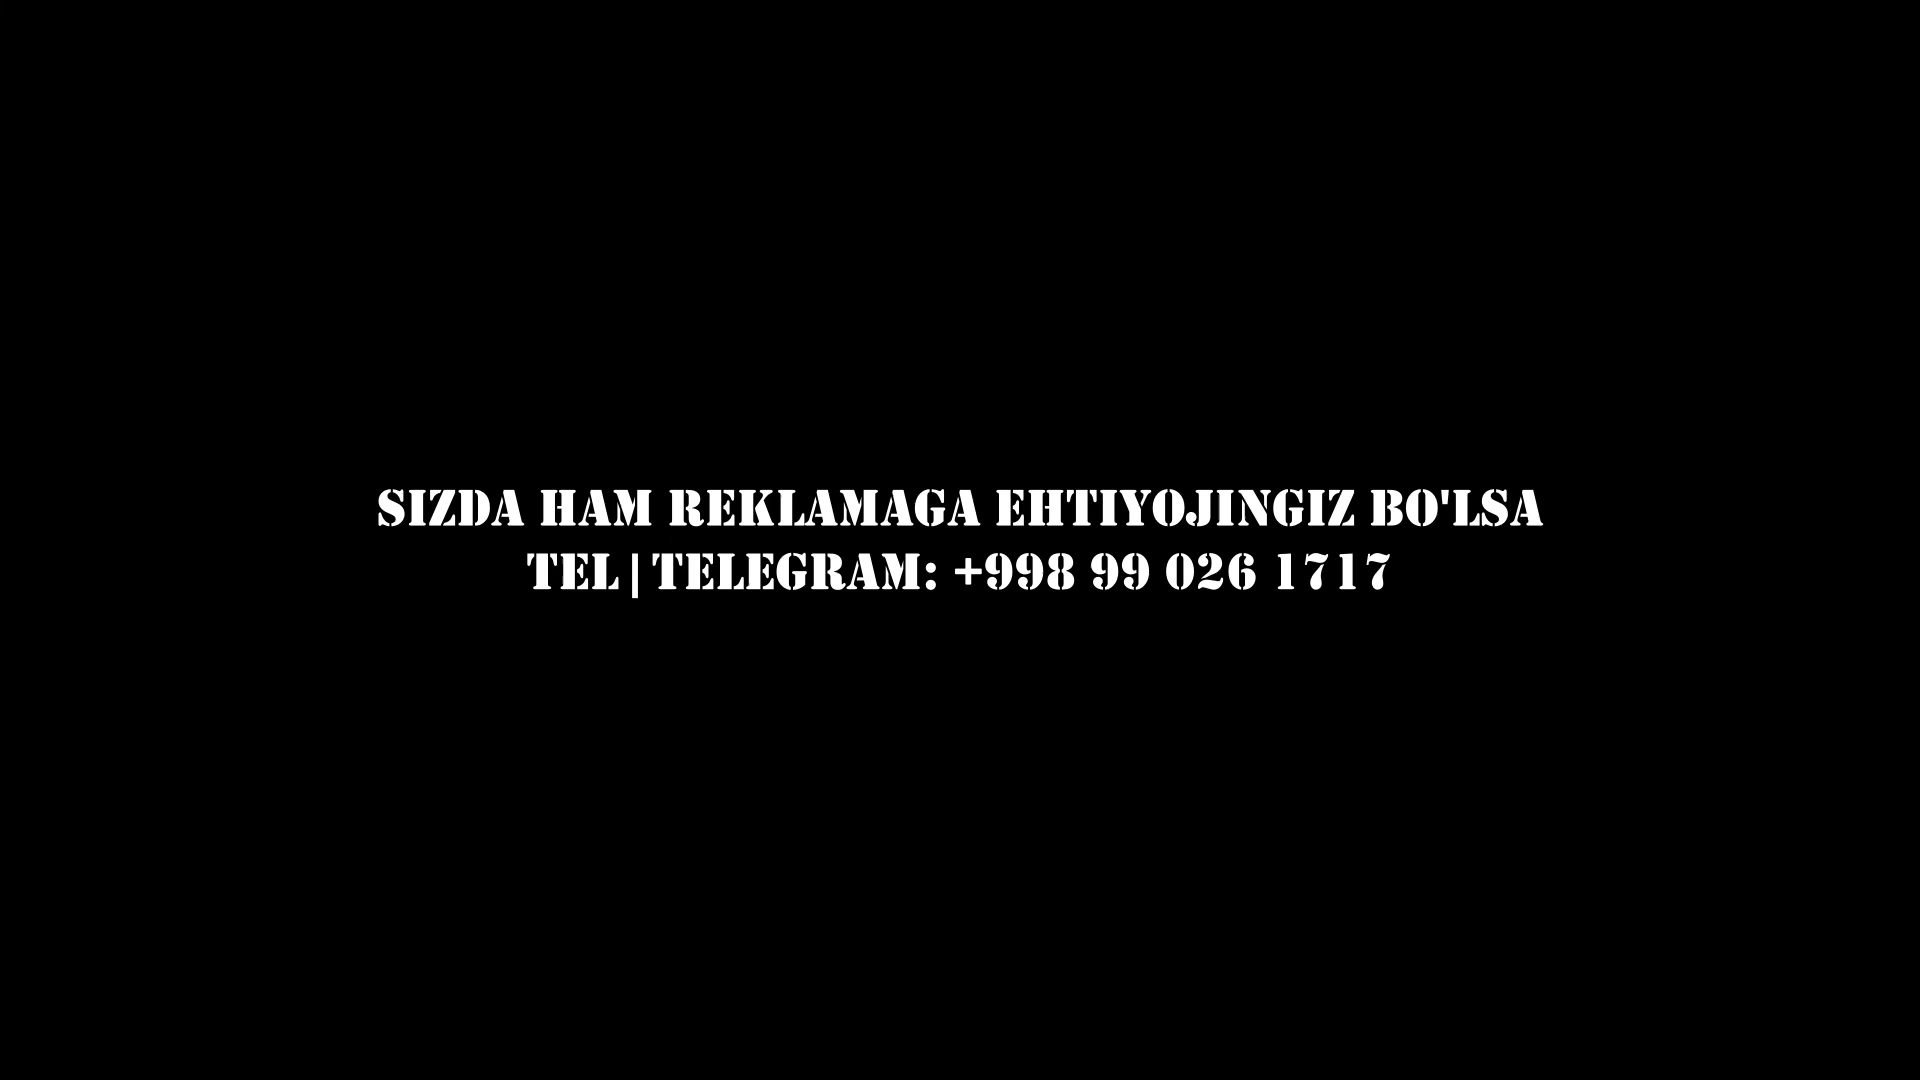 SIZDA HAM REKLAMAGA EHTIYOJINGIZ BO'LSA
TEL|TELEGRAM: +998 99 026 1717